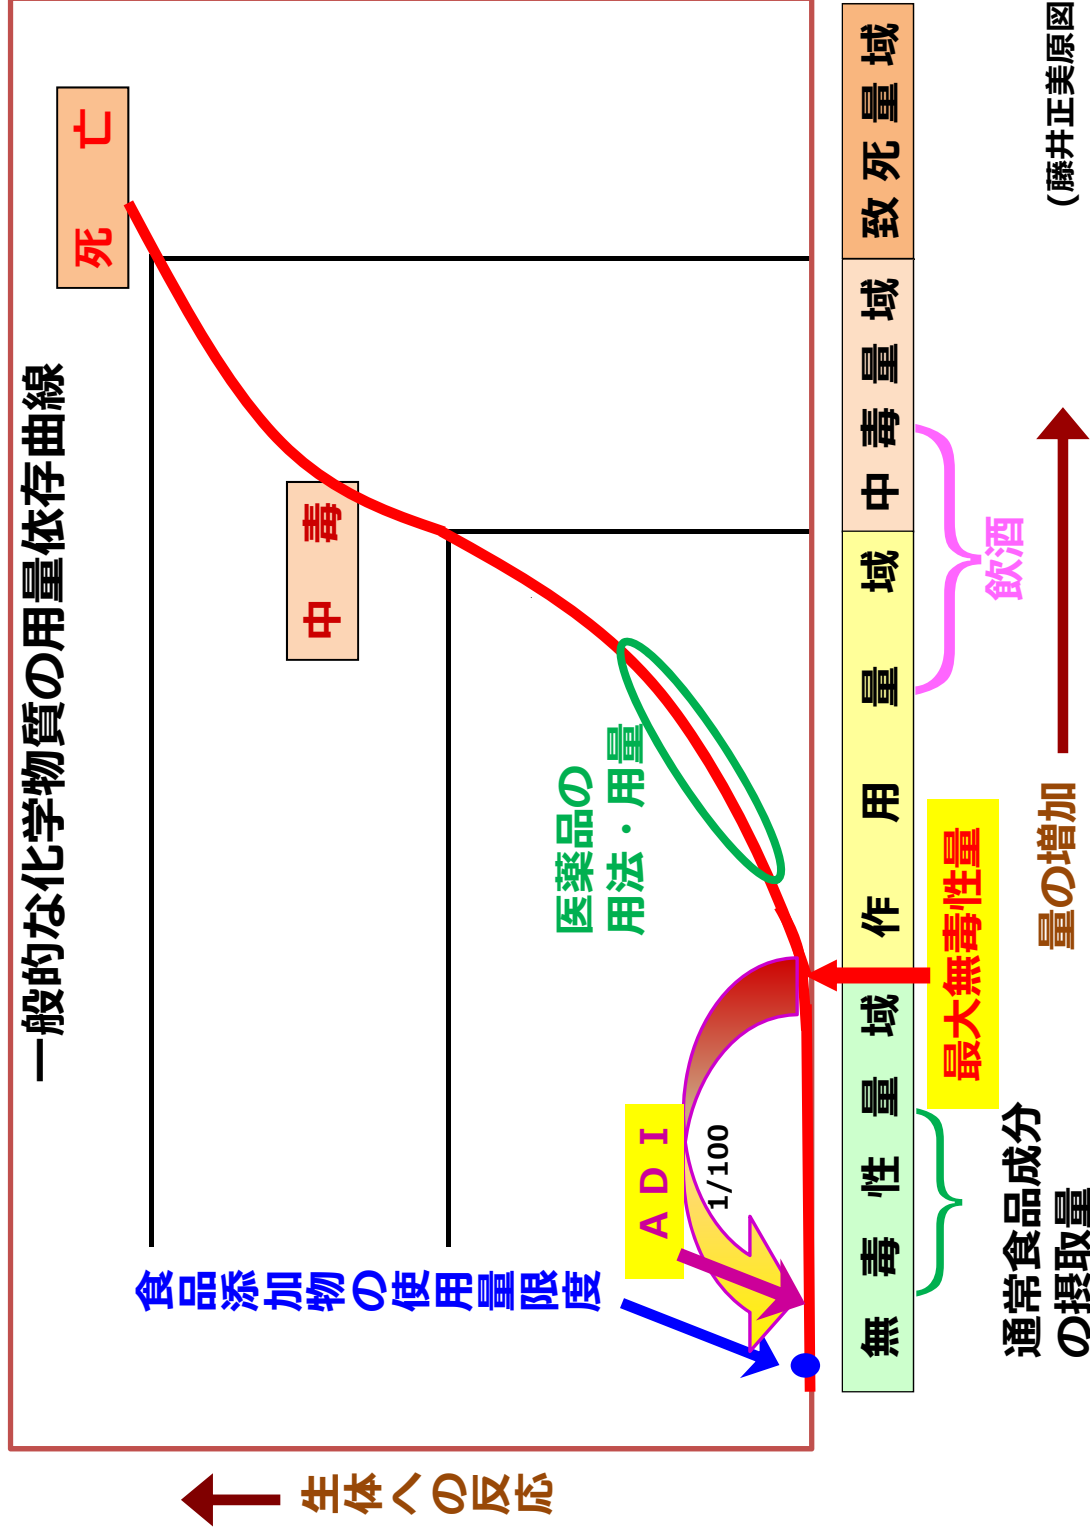 一般的な化学物質の用量依存曲線
死 亡
中 毒
医薬品の
用法・用量
食品添加物の使用量限度
ＡＤＩ
1/100
生体への反応
無毒性量域
作用量域
中毒量域
致死量域
最大無毒性量
飲酒
通常食品成分
の摂取量
量の増加
(藤井正美原図